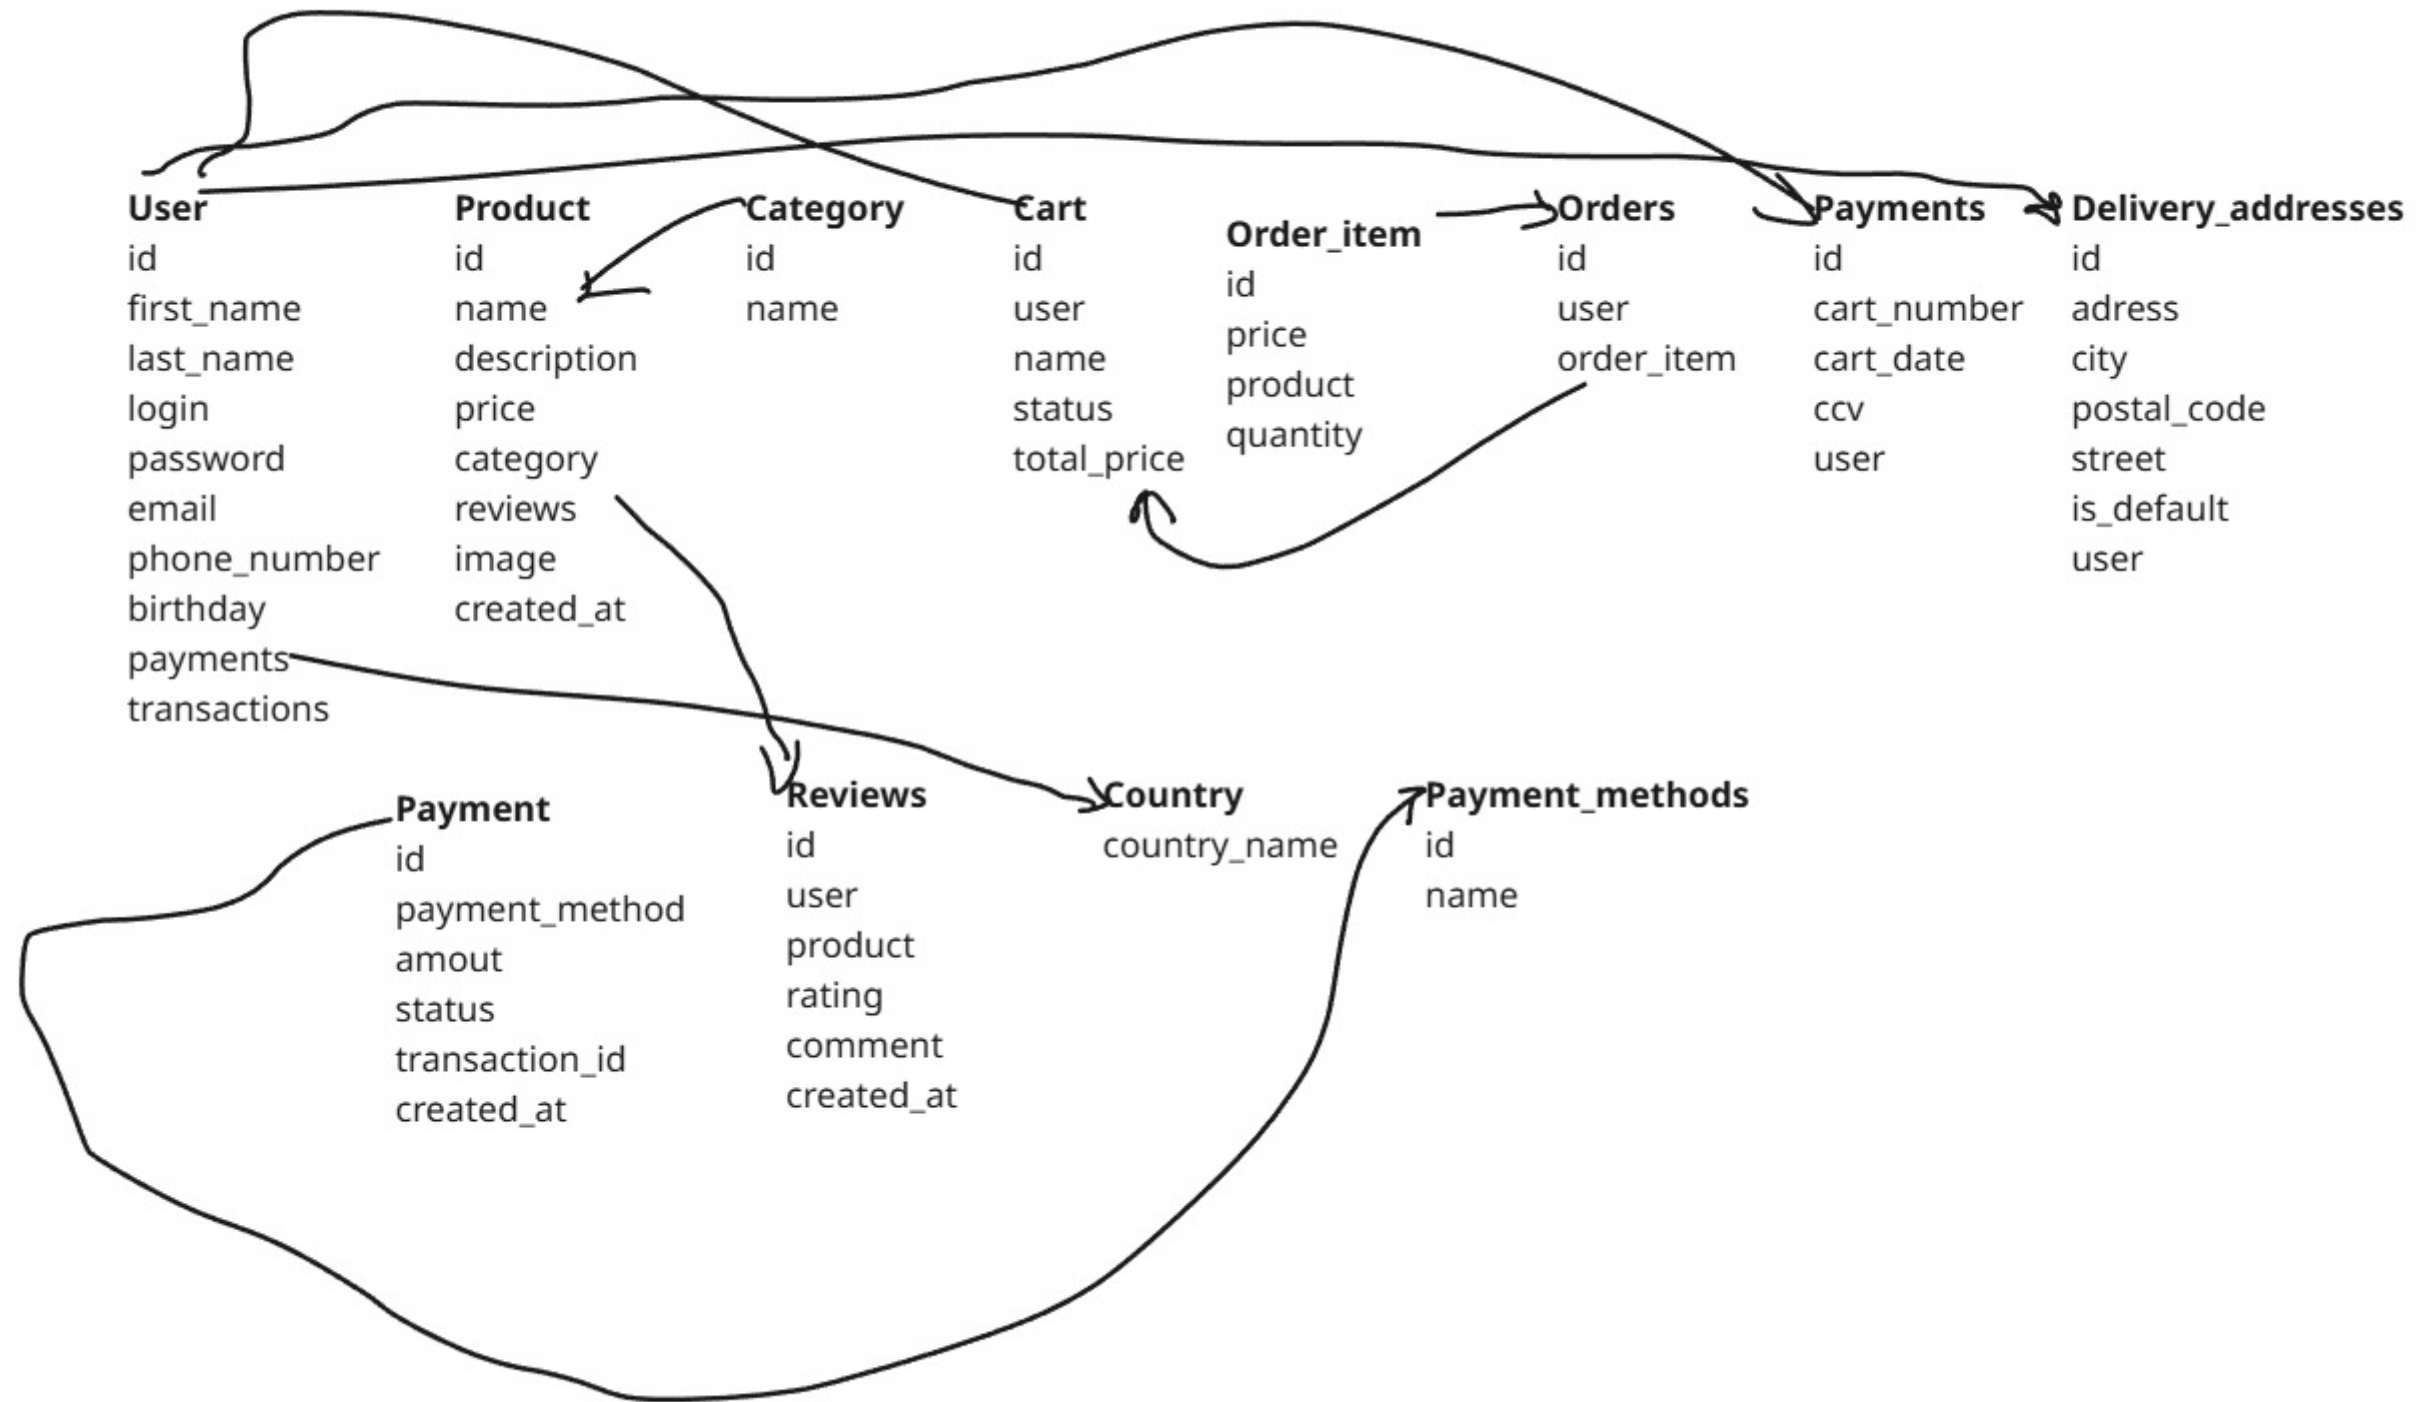 User
id
first_name
last_name
login
password
email
phone_number
birthday
payments
transactions
Product
id
name
description
price
category
reviews
image
created_at
Category
id
name
Cart
id
user
name
status
total_price
Order_item
id
price
product
quantity
Orders
id
user
order_item
Payments
id
cart_number
cart_date
ccv
user
Delivery_addresses
id
adress
city
postal_code
street
is_default
user
Payment
id
payment_method
amout
status
transaction_id
created_at
Reviews
id
user
product
rating
comment
created_at
Country
country_name
Payment_methods
id
name